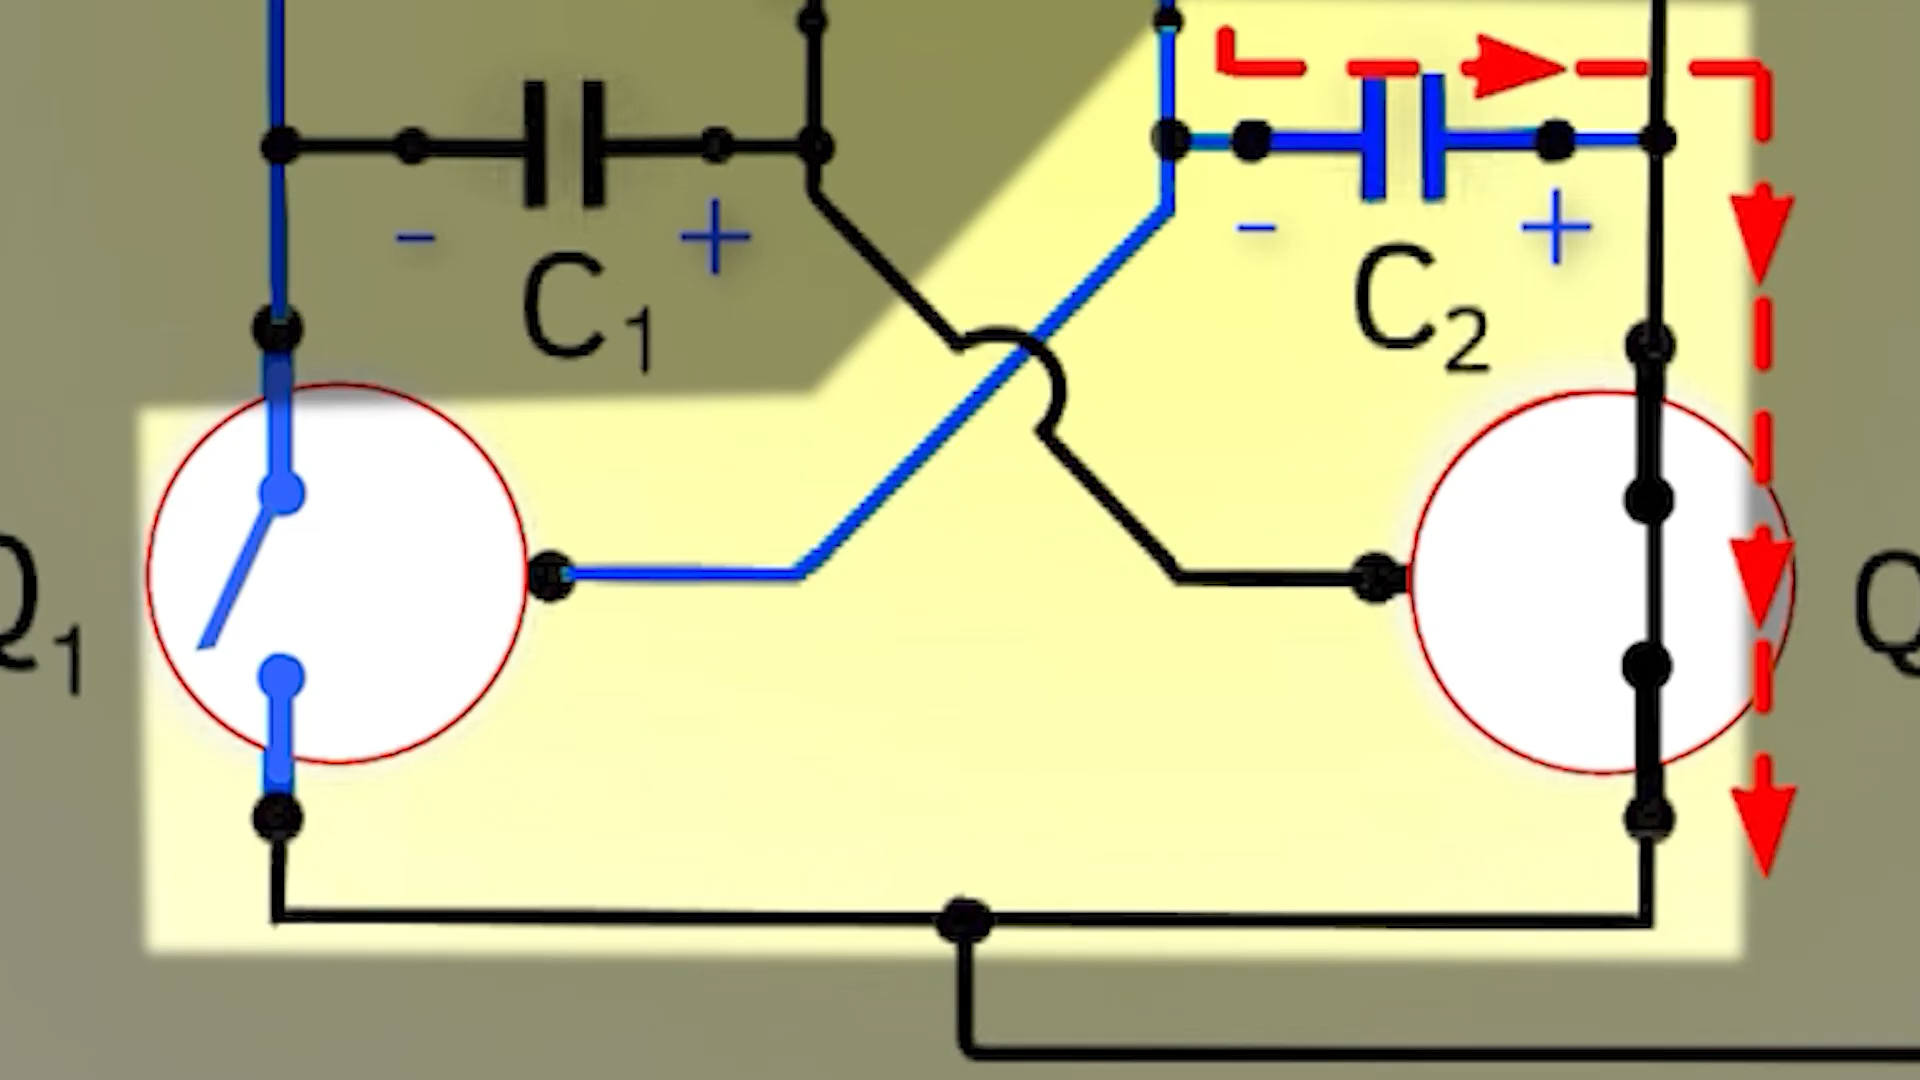 - C₁ +
- C₂ +
Q₁
Q